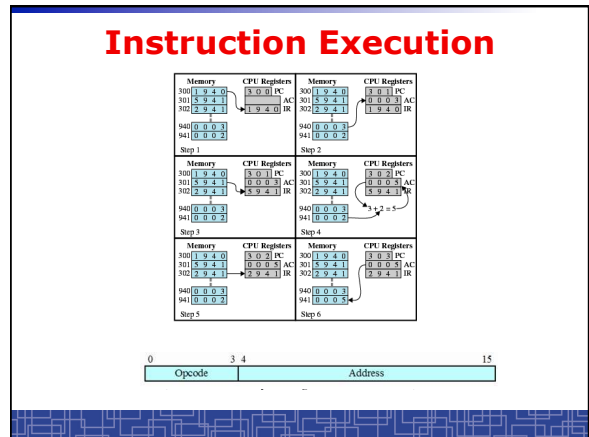 Instruction Execution
Memory CPU Registers
300 1 9 4 0 3 0 0 PC
301 5 9 4 1 AC
302 2 9 4 1 1 9 4 0 IR
940 0 0 0 3
941 0 0 0 2
Step 1
Memory CPU Registers
300 1 9 4 0 3 0 1 PC
301 5 9 4 1 0 0 0 3 AC
302 2 9 4 1 1 9 4 0 IR
940 0 0 0 3
941 0 0 0 2
Step 2
Memory CPU Registers
300 1 9 4 0 3 0 1 PC
301 5 9 4 1 0 0 0 3 AC
302 2 9 4 1 5 9 4 1 IR
940 0 0 0 3
941 0 0 0 2
Step 3
Memory CPU Registers
300 1 9 4 0 3 0 2 PC
301 5 9 4 1 0 0 0 5 AC
302 2 9 4 1 5 9 4 1 IR
940 0 0 0 3 3 + 2 = 5
941 0 0 0 2
Step 4
Memory CPU Registers
300 1 9 4 0 3 0 2 PC
301 5 9 4 1 0 0 0 5 AC
302 2 9 4 1 2 9 4 1 IR
940 0 0 0 3
941 0 0 0 2
Step 5
Memory CPU Registers
300 1 9 4 0 3 0 3 PC
301 5 9 4 1 0 0 0 5 AC
302 2 9 4 1 2 9 4 1 IR
940 0 0 0 3
941 0 0 0 5
Step 6
0 3 4 15
Opcode Address